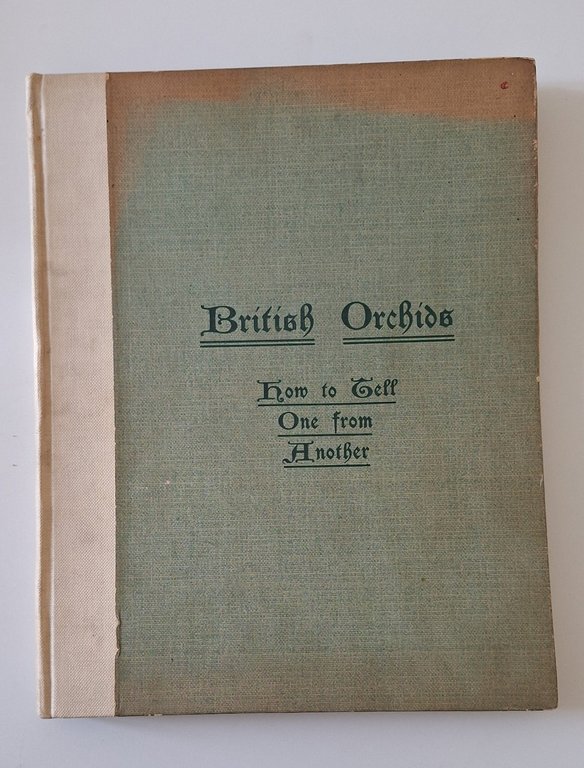 British Orchids
How to Tell
One from
Another